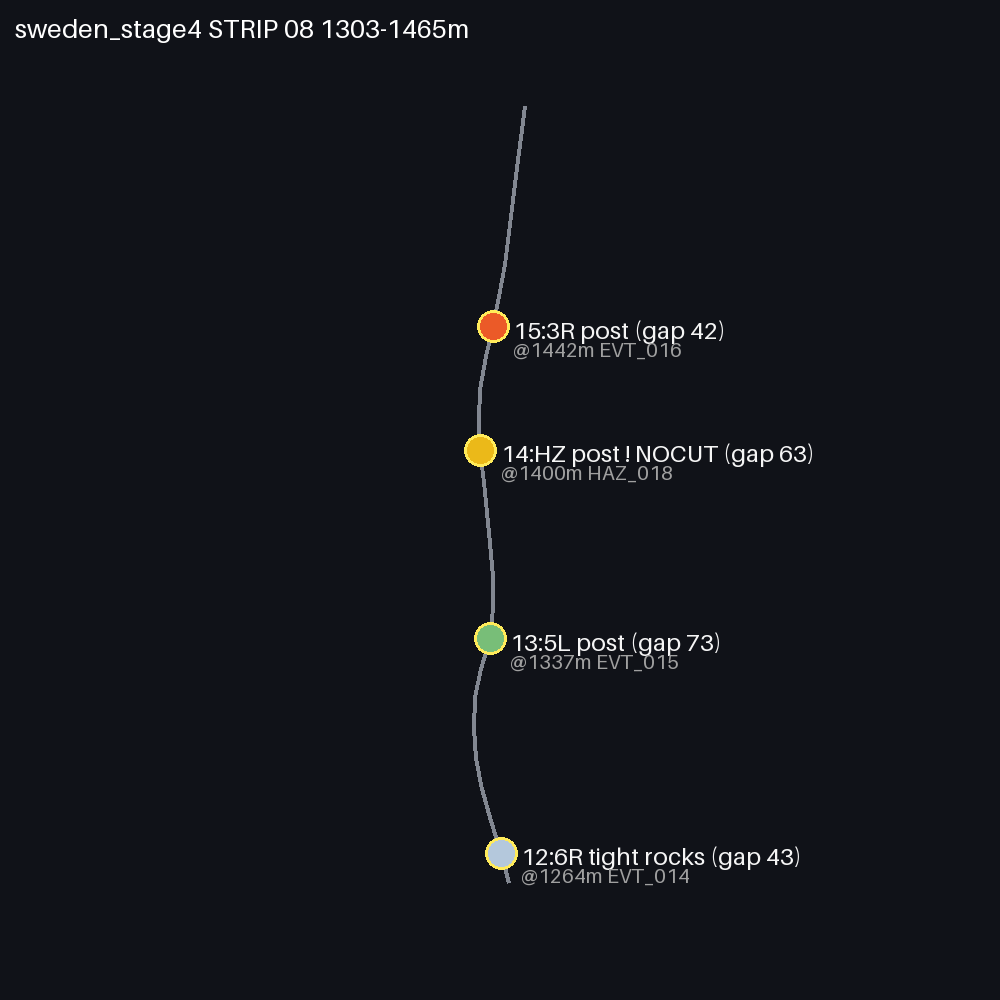 sweden_stage4 STRIP 08 1303-1465m
15:3R post (gap 42)
@1442m EVT_016
14:HZ post ! NOCUT (gap 63)
@1400m HAZ_018
13:5L post (gap 73)
@1337m EVT_015
12:6R tight rocks (gap 43)
@1264m EVT_014